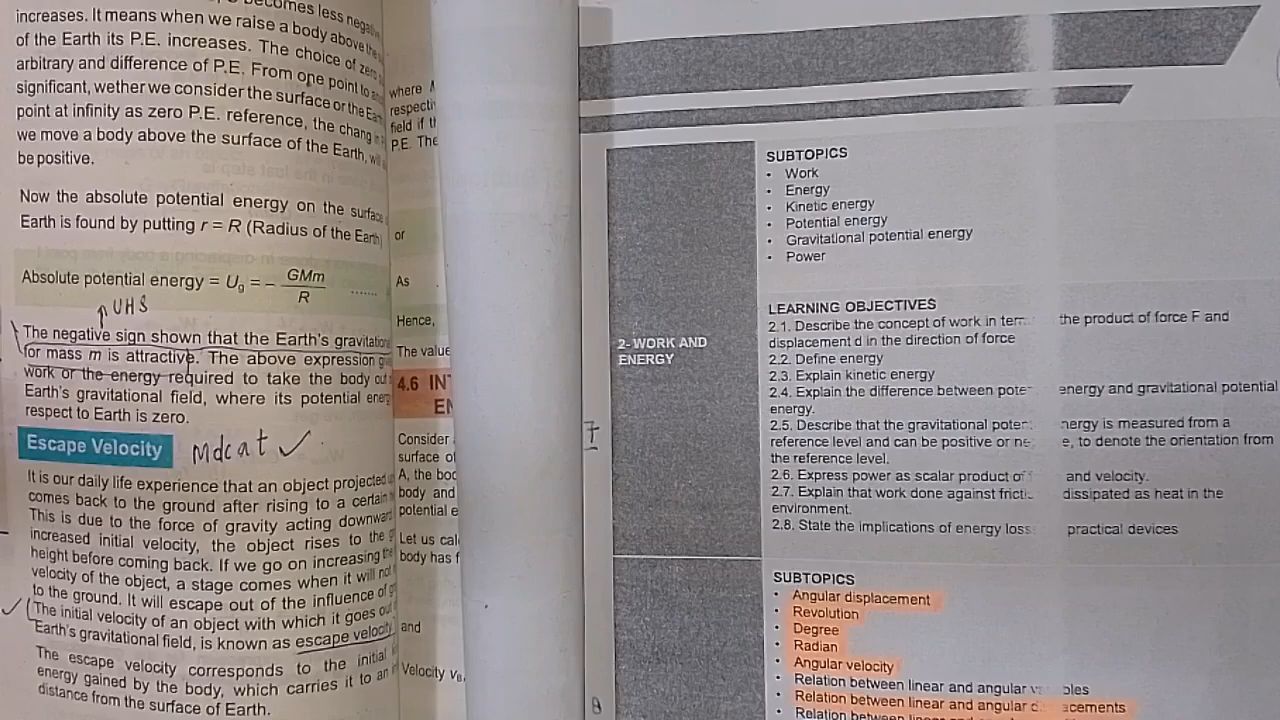 becomes less negative
increases. It means when we raise a body above the
of the Earth its P.E. increases. The choice of zero
arbitrary and difference of P.E. From one point to
significant, wether we consider the surface or the
point at infinity as zero P.E. reference, the chang
we move a body above the surface of the Earth, will
be positive.
Now the absolute potential energy on the surface
Earth is found by putting r = R (Radius of the Earth)
Absolute potential energy = Ug = - GMm / R ........
UHS
The negative sign shown that the Earth's gravitation
for mass m is attractive. The above expression
work or the energy required to take the body out
Earth's gravitational field, where its potential energ
respect to Earth is zero.
Escape Velocity
Mdcat ✓
It is our daily life experience that an object projected
comes back to the ground after rising to a certain
This is due to the force of gravity acting downward
increased initial velocity, the object rises to the
height before coming back. If we go on increasing the
velocity of the object, a stage comes when it will not
to the ground. It will escape out of the influence of
The initial velocity of an object with which it goes out
Earth's gravitational field, is known as escape velocity
The escape velocity corresponds to the initial
energy gained by the body, which carries it to an
distance from the surface of Earth.
where
respecti
field if th
P.E. The
or
As
Hence,
The value
4.6 INT
EN
Consider
surface of
A, the bod
body and
potential e
Let us cal
body has f
and
Velocity
7
8
2- WORK AND
ENERGY
SUBTOPICS
• Work
• Energy
• Kinetic energy
• Potential energy
• Gravitational potential energy
• Power
LEARNING OBJECTIVES
2.1. Describe the concept of work in ter the product of force F and
displacement d in the direction of force
2.2. Define energy
2.3. Explain kinetic energy
2.4. Explain the difference between pote energy and gravitational potential
energy.
2.5. Describe that the gravitational poten nergy is measured from a
reference level and can be positive or ne e, to denote the orientation from
the reference level.
2.6. Express power as scalar product of and velocity.
2.7. Explain that work done against fricti dissipated as heat in the
environment.
2.8. State the implications of energy loss practical devices
SUBTOPICS
• Angular displacement
• Revolution
• Degree
• Radian
• Angular velocity
• Relation between linear and angular v bles
• Relation between linear and angular d acements
• Relation between linear and angular